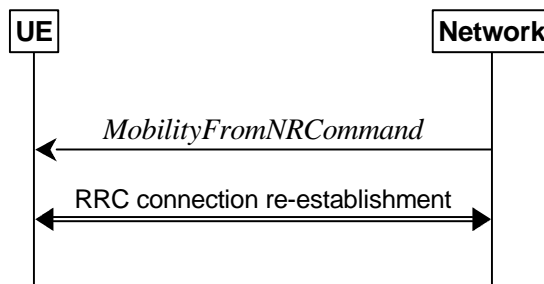 UE
Network
MobilityFromNRCommand
RRC connection re-establishment